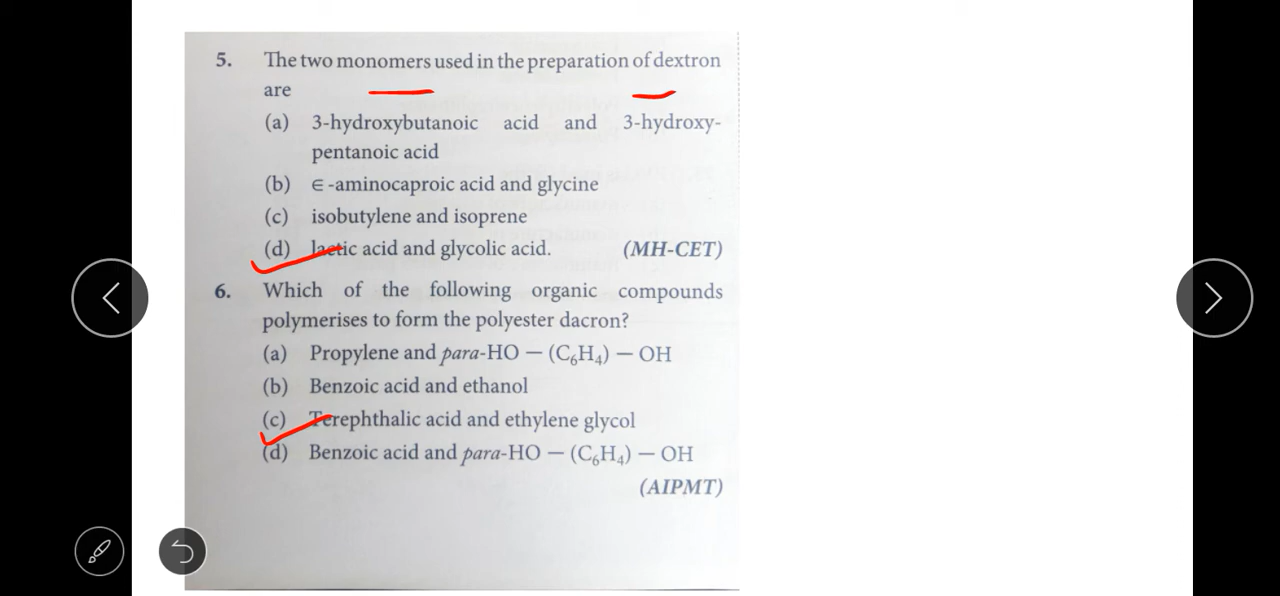 5. The two monomers used in the preparation of dextron
are
(a) 3-hydroxybutanoic acid and 3-hydroxy-
pentanoic acid
(b) ∈-aminocaproic acid and glycine
(c) isobutylene and isoprene
(d) lactic acid and glycolic acid. (MH-CET)
6. Which of the following organic compounds
polymerises to form the polyester dacron?
(a) Propylene and para-HO — (C₆H₄) — OH
(b) Benzoic acid and ethanol
(c) Terephthalic acid and ethylene glycol
(d) Benzoic acid and para-HO — (C₆H₄) — OH
(AIPMT)